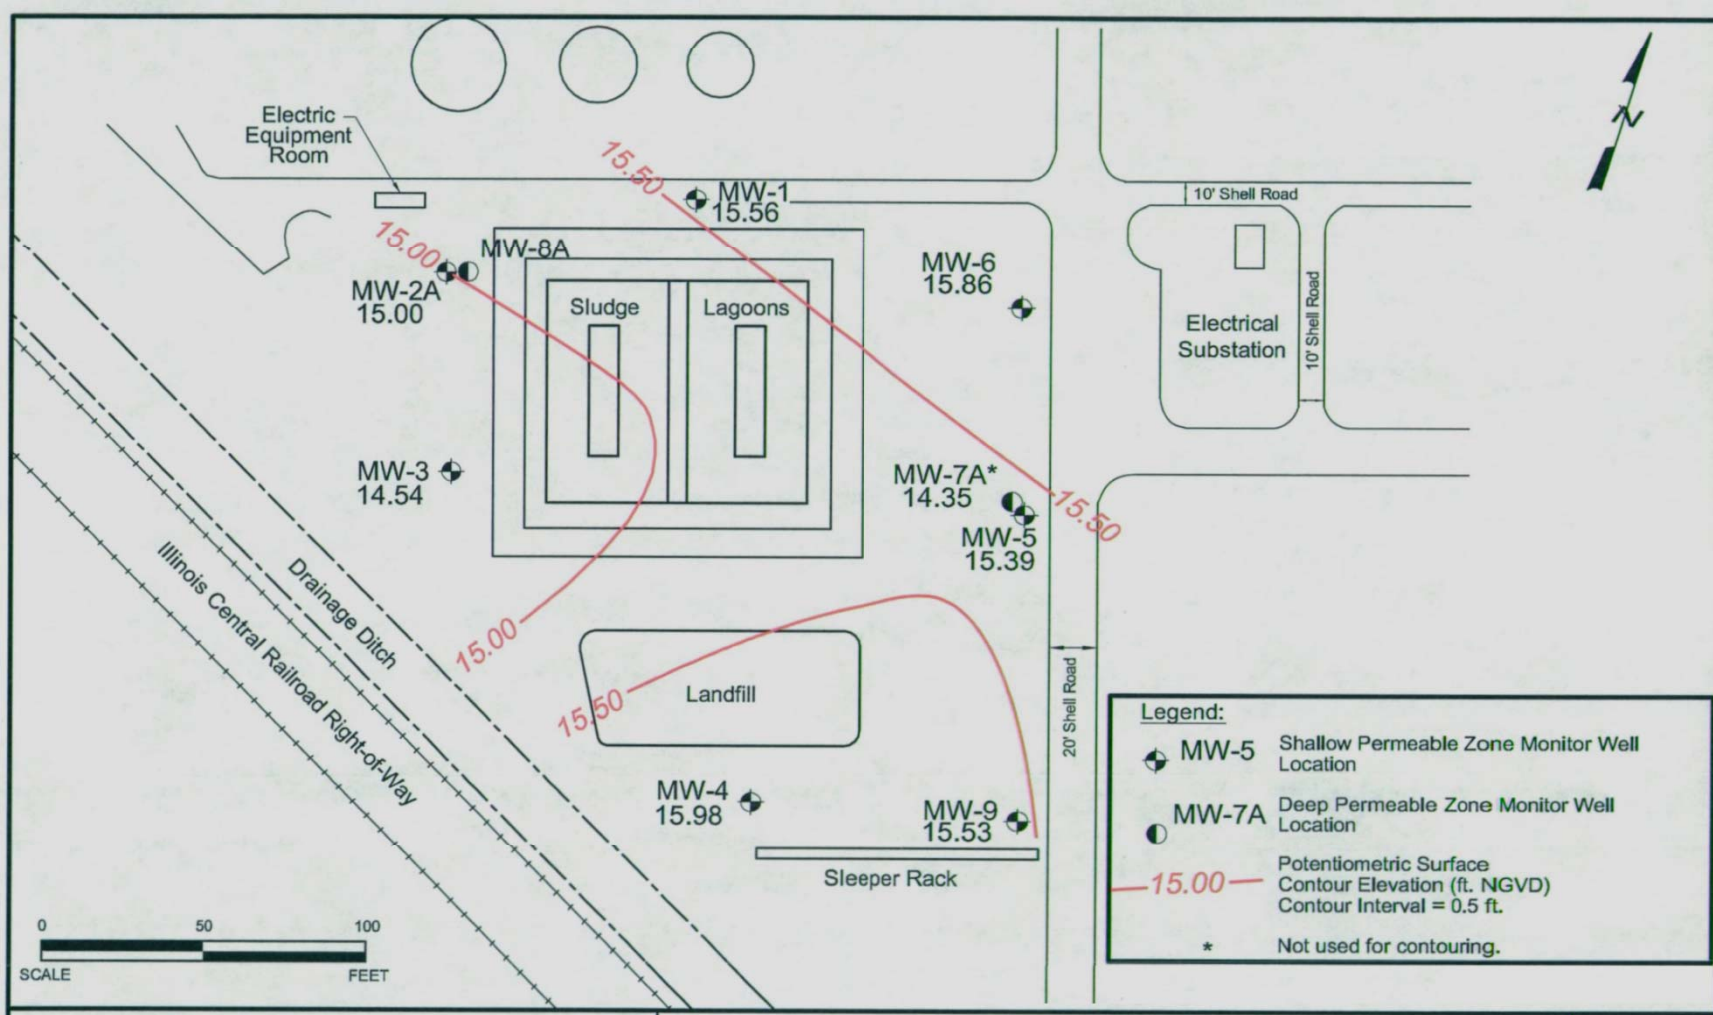 Electric
Equipment
Room
N
15.50
MW-1
15.56
10' Shell Road
15.00
MW-8A
MW-2A
15.00
MW-6
15.86
Sludge
Lagoons
Electrical
Substation
10' Shell Road
MW-3
14.54
MW-7A*
14.35
15.50
MW-5
15.39
Drainage Ditch
Illinois Central Railroad Right-of-Way
15.00
15.50
Landfill
20' Shell Road
MW-4
15.98
MW-9
15.53
Sleeper Rack
0 50 100
SCALE FEET
Legend:
MW-5 Shallow Permeable Zone Monitor Well
Location
MW-7A Deep Permeable Zone Monitor Well
Location
15.00 Potentiometric Surface
Contour Elevation (ft. NGVD)
Contour Interval = 0.5 ft.
* Not used for contouring.